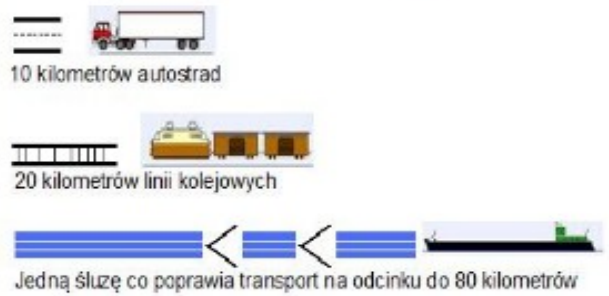 10 kilometrów autostrad
20 kilometrów linii kolejowych
Jedną śluzę co poprawia transport na odcinku do 80 kilometrów